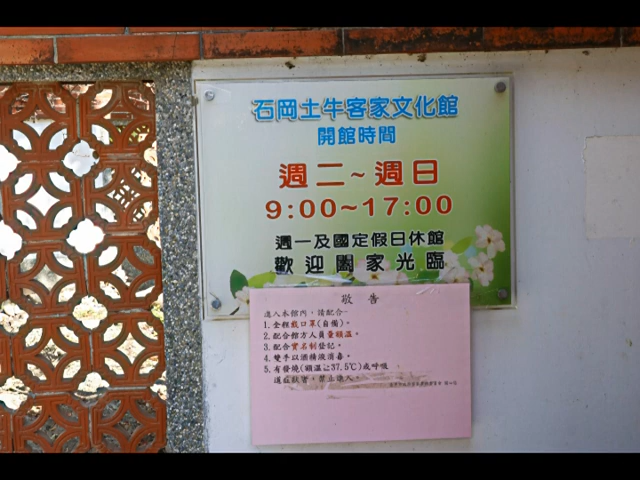 石岡土牛客家文化館
開館時間
週二~週日
9:00~17:00
週一及國定假日休館
歡迎闔家光臨
敬告
進入本館內，請配合-
1.全程戴口罩(自備)。
2.配合館方人員量額溫。
3.配合實名制登記。
4.雙手以酒精液消毒。
5.有發燒(額溫≧37.5℃)或呼吸
道症狀者，禁止進入。